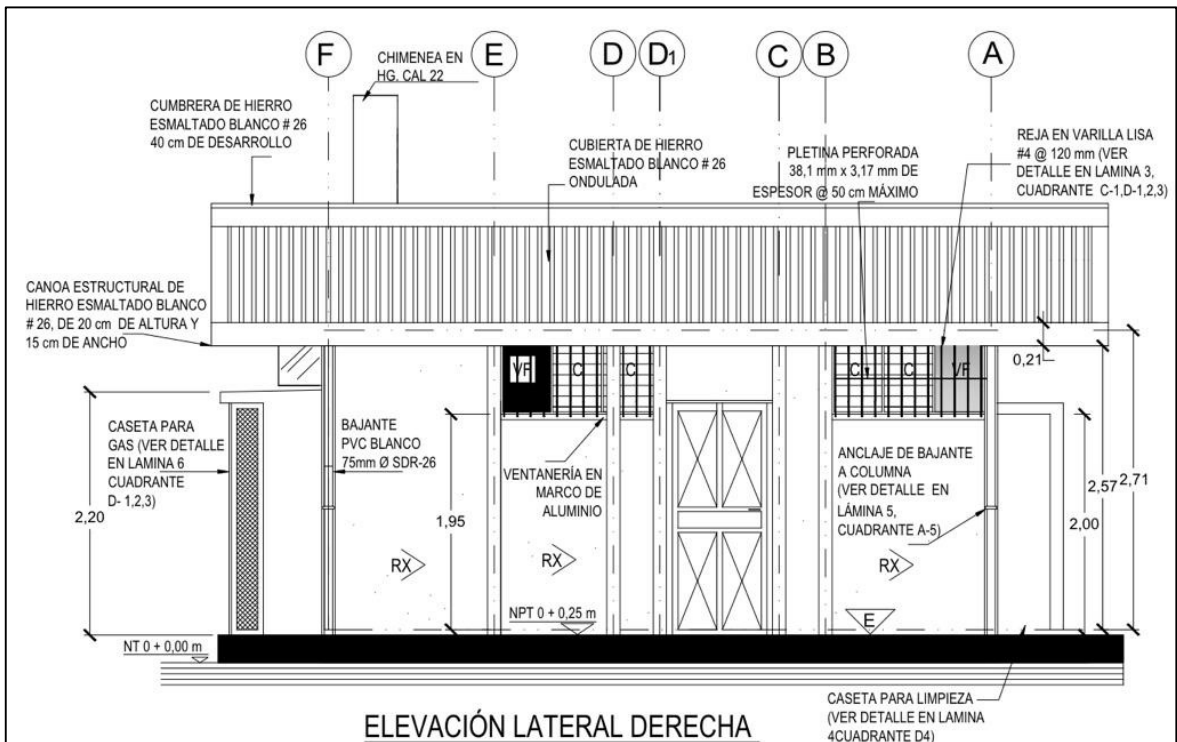 F
E
D
D1
C
B
A
CHIMENEA EN
HG. CAL 22
CUMBRERA DE HIERRO
ESMALTADO BLANCO # 26
40 cm DE DESARROLLO
CUBIERTA DE HIERRO
ESMALTADO BLANCO # 26
ONDULADA
PLETINA PERFORADA
38,1 mm x 3,17 mm DE
ESPESOR @ 50 cm MÁXIMO
REJA EN VARILLA LISA
#4 @ 120 mm (VER
DETALLE EN LAMINA 3,
CUADRANTE C-1,D-1,2,3)
CANOA ESTRUCTURAL DE
HIERRO ESMALTADO BLANCO
# 26, DE 20 cm DE ALTURA Y
15 cm DE ANCHO
0,21
VF
C
C
C
C
VF
CASETA PARA
GAS (VER DETALLE
EN LAMINA 6
CUADRANTE
D- 1,2,3)
BAJANTE
PVC BLANCO
75mm Ø SDR-26
VENTANERÍA EN
MARCO DE
ALUMINIO
ANCLAJE DE BAJANTE
A COLUMNA
(VER DETALLE EN
LÁMINA 5,
CUADRANTE A-5)
2,20
1,95
2,00
2,57
2,71
RX
RX
RX
NPT 0 + 0,25 m
E
NT 0 + 0,00 m
CASETA PARA LIMPIEZA
(VER DETALLE EN LAMINA
4CUADRANTE D4)
ELEVACIÓN LATERAL DERECHA